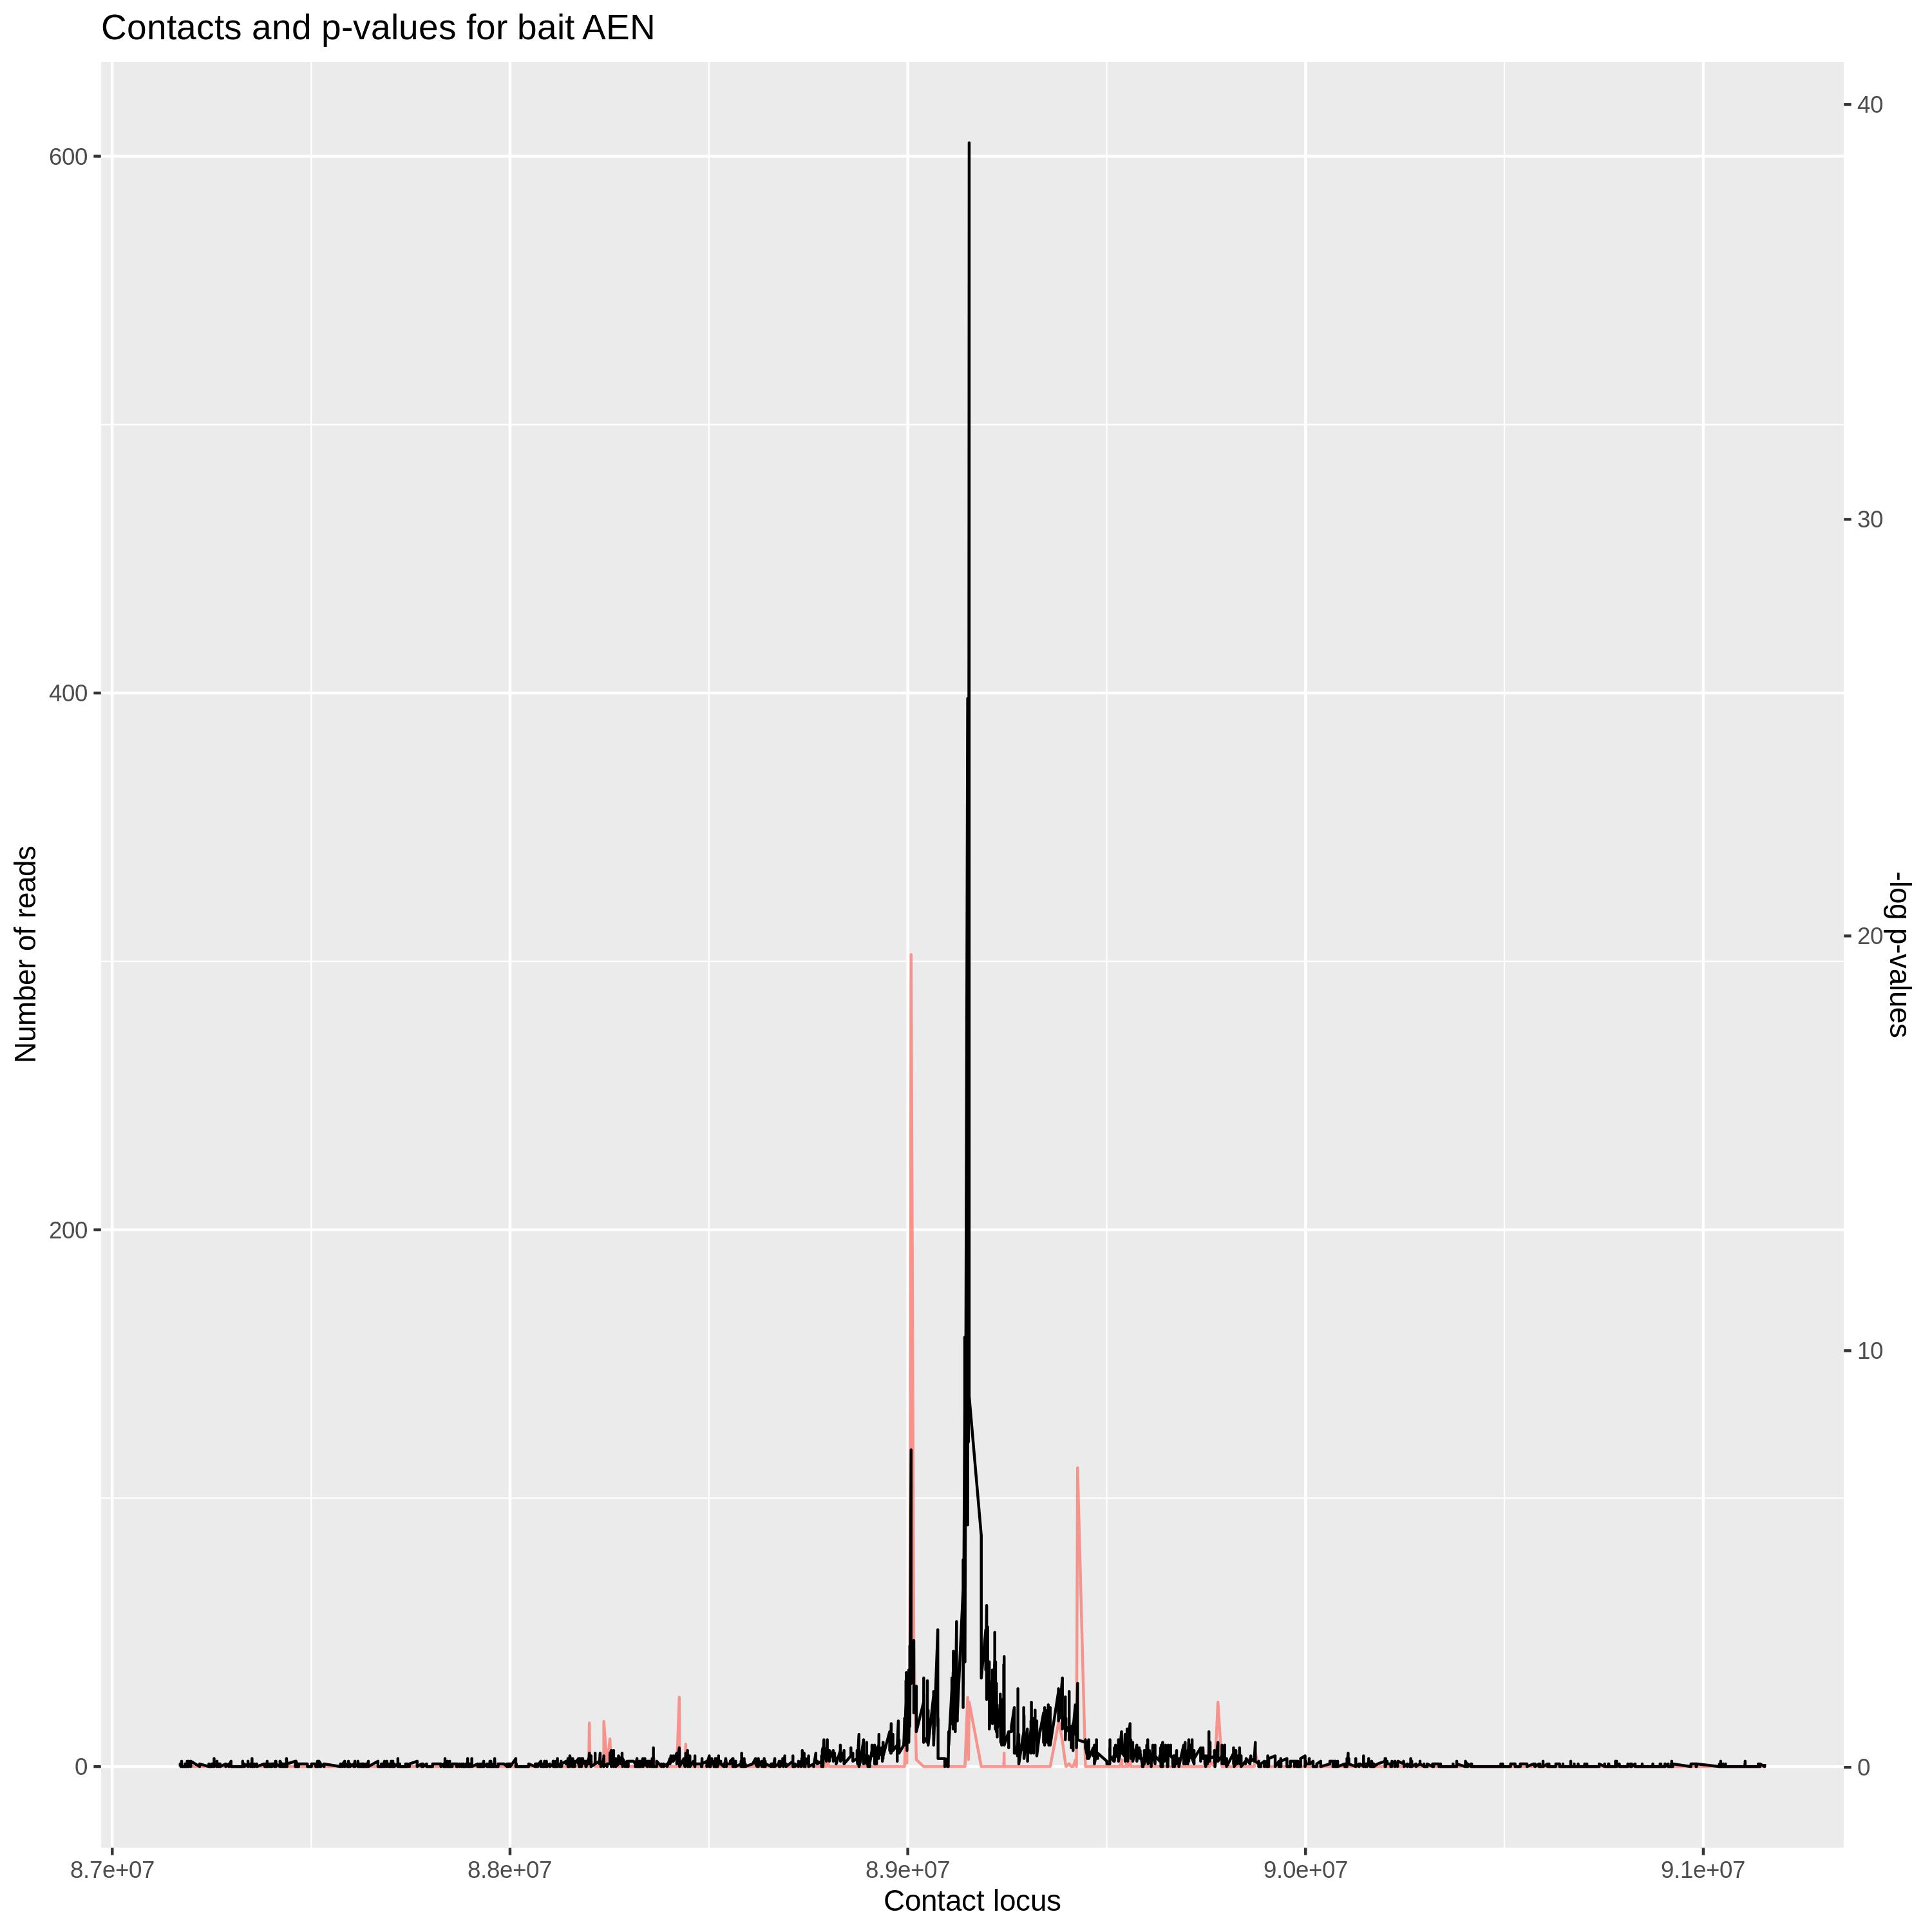 Contacts and p-values for bait AEN
600
400
200
0
Number of reads
40
30
20
10
0
-log p-values
8.7e+07
8.8e+07
8.9e+07
9.0e+07
9.1e+07
Contact locus